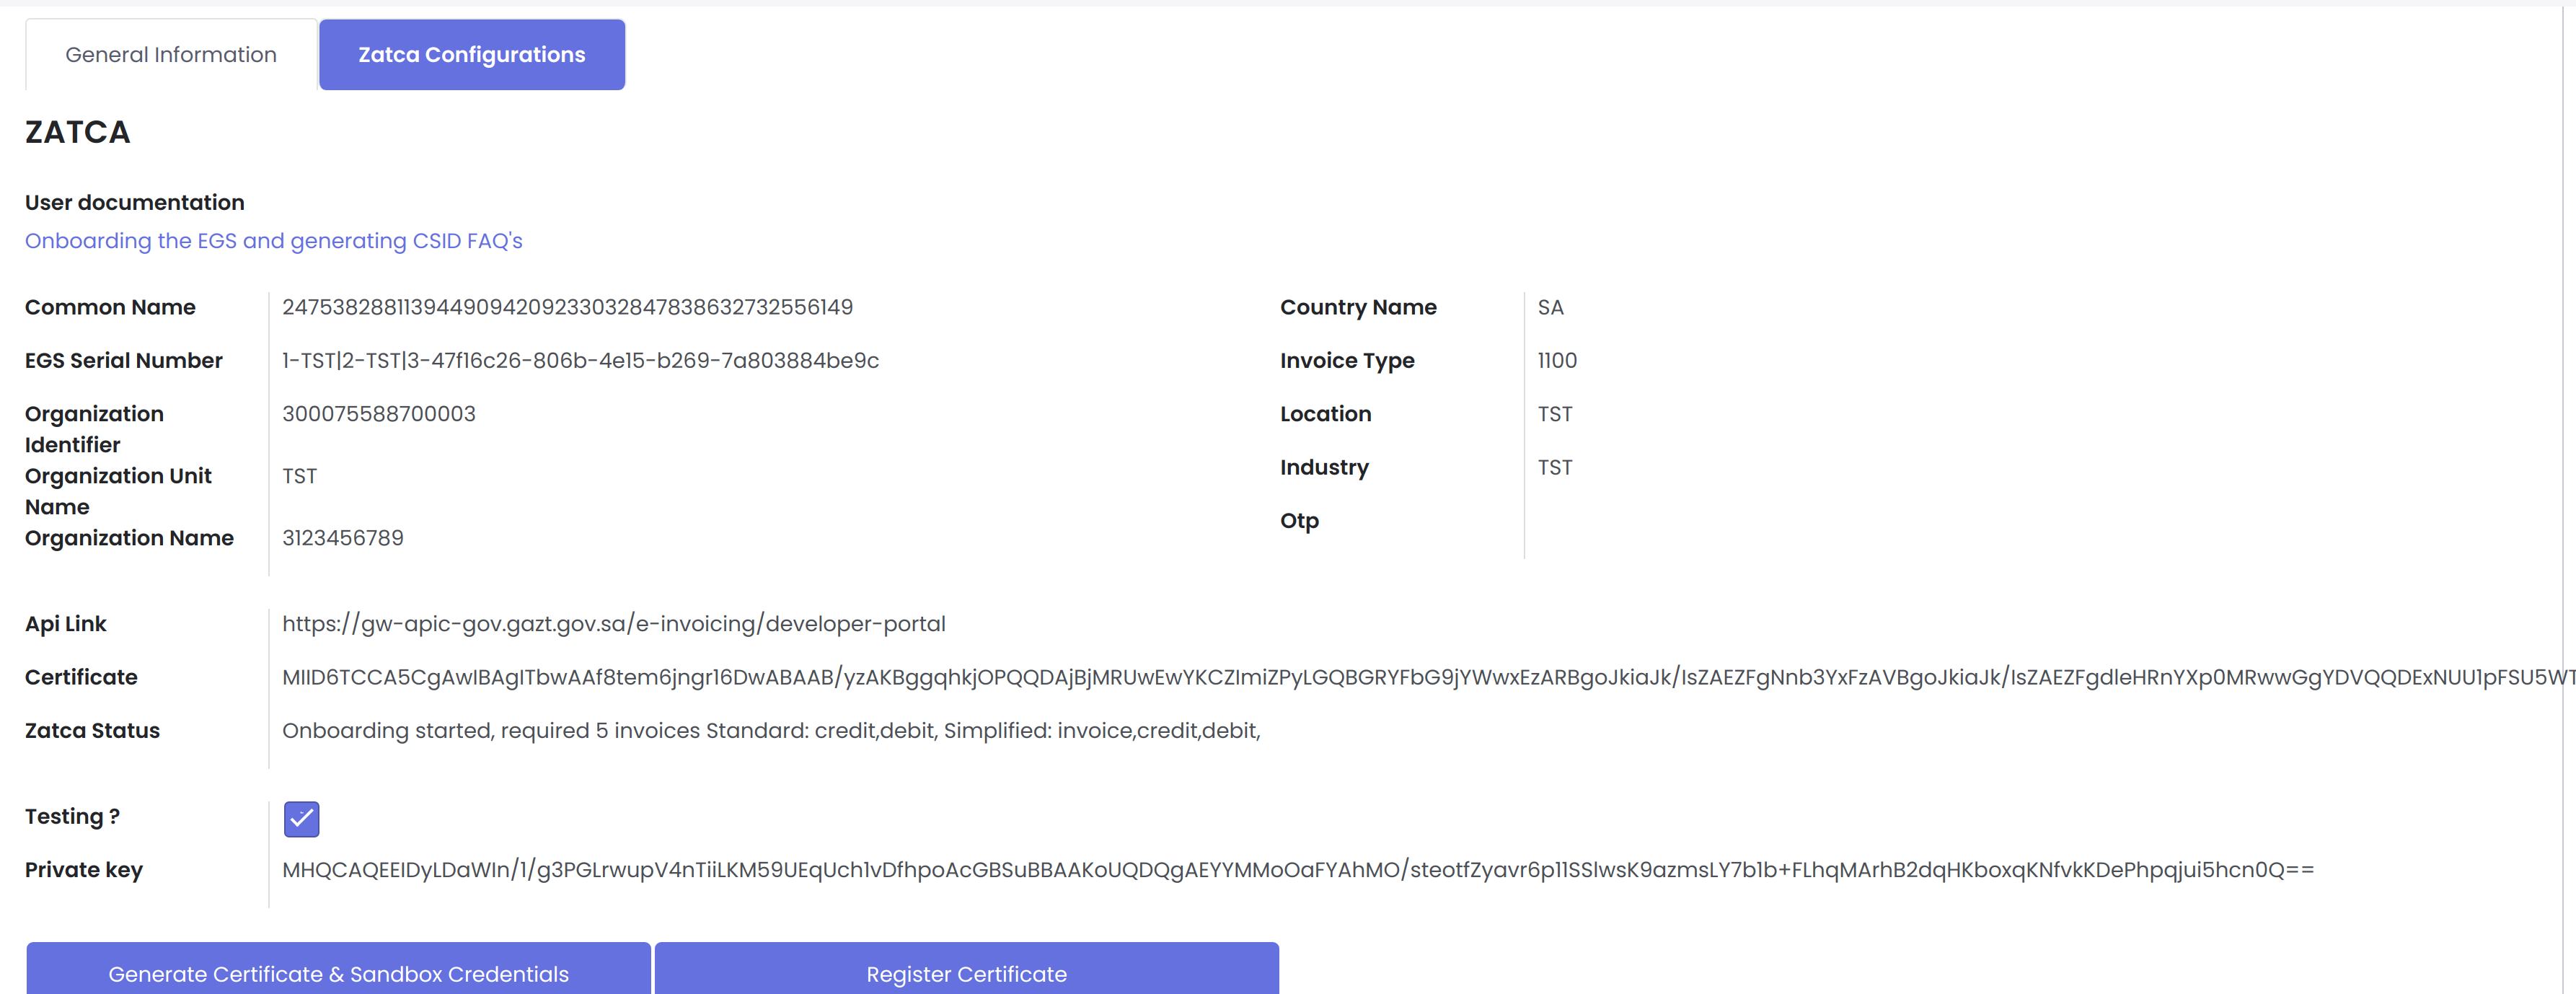 General Information
Zatca Configurations
ZATCA
User documentation
Onboarding the EGS and generating CSID FAQ's
Common Name
2475382881139449094209233032847838632732556149
EGS Serial Number
1-TST|2-TST|3-47f16c26-806b-4e15-b269-7a803884be9c
Organization
Identifier
300075588700003
Organization Unit
Name
TST
Organization Name
3123456789
Country Name
SA
Invoice Type
1100
Location
TST
Industry
TST
Otp
Api Link
https://gw-apic-gov.gazt.gov.sa/e-invoicing/developer-portal
Certificate
MIID6TCCA5CgAwIBAgITbwAAf8tem6jngr16DwABAAB/yzAKBggqhkjOPQQDAjBjMRUwEwYKCZImiZPyLGQBGRYFbG9jYWwxEzARBgoJkiaJk/IsZAEZFgNnb3YxFzAVBgoJkiaJk/IsZAEZFgdleHRnYXp0MRwwGgYDVQQDExNUU1pFSU5WT
Zatca Status
Onboarding started, required 5 invoices Standard: credit,debit, Simplified: invoice,credit,debit,
Testing ?
Private key
MHQCAQEEIDyLDaWIn/1/g3PGLrwupV4nTiiLKM59UEqUch1vDfhpoAcGBSuBBAAKoUQDQgAEYYMMoOaFYAhMO/steotfZyavr6p11SSlwsK9azmsLY7b1b+FLhqMArhB2dqHKboxqKNfvkKDePhpqjui5hcn0Q==
Generate Certificate & Sandbox Credentials
Register Certificate